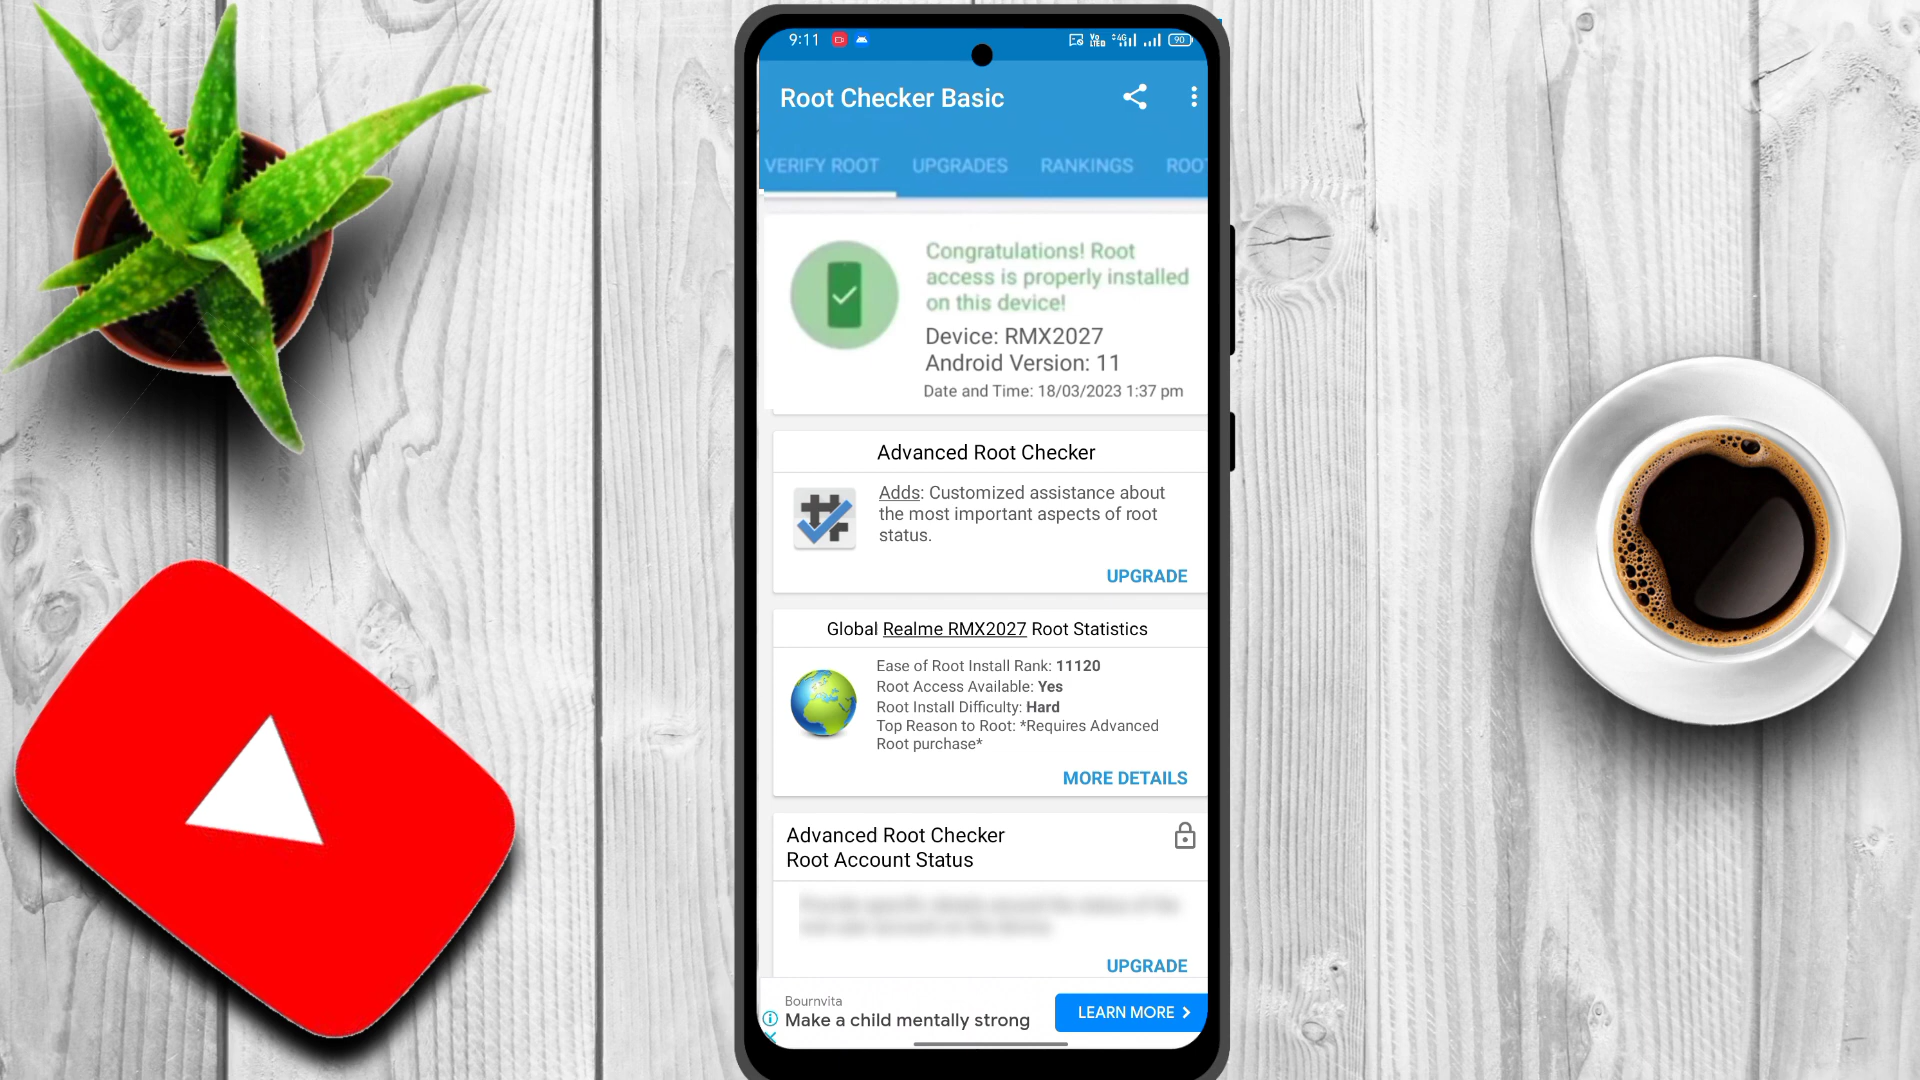 9:11
90
Root Checker Basic
VERIFY ROOT UPGRADES RANKINGS ROOT
Congratulations! Root
access is properly installed
on this device!
Device: RMX2027
Android Version: 11
Date and Time: 18/03/2023 1:37 pm
Advanced Root Checker
Adds: Customized assistance about
the most important aspects of root
status.
UPGRADE
Global Realme RMX2027 Root Statistics
Ease of Root Install Rank: 11120
Root Access Available: Yes
Root Install Difficulty: Hard
Top Reason to Root: *Requires Advanced
Root purchase*
MORE DETAILS
Advanced Root Checker
Root Account Status
UPGRADE
Bournvita
Make a child mentally strong
LEARN MORE